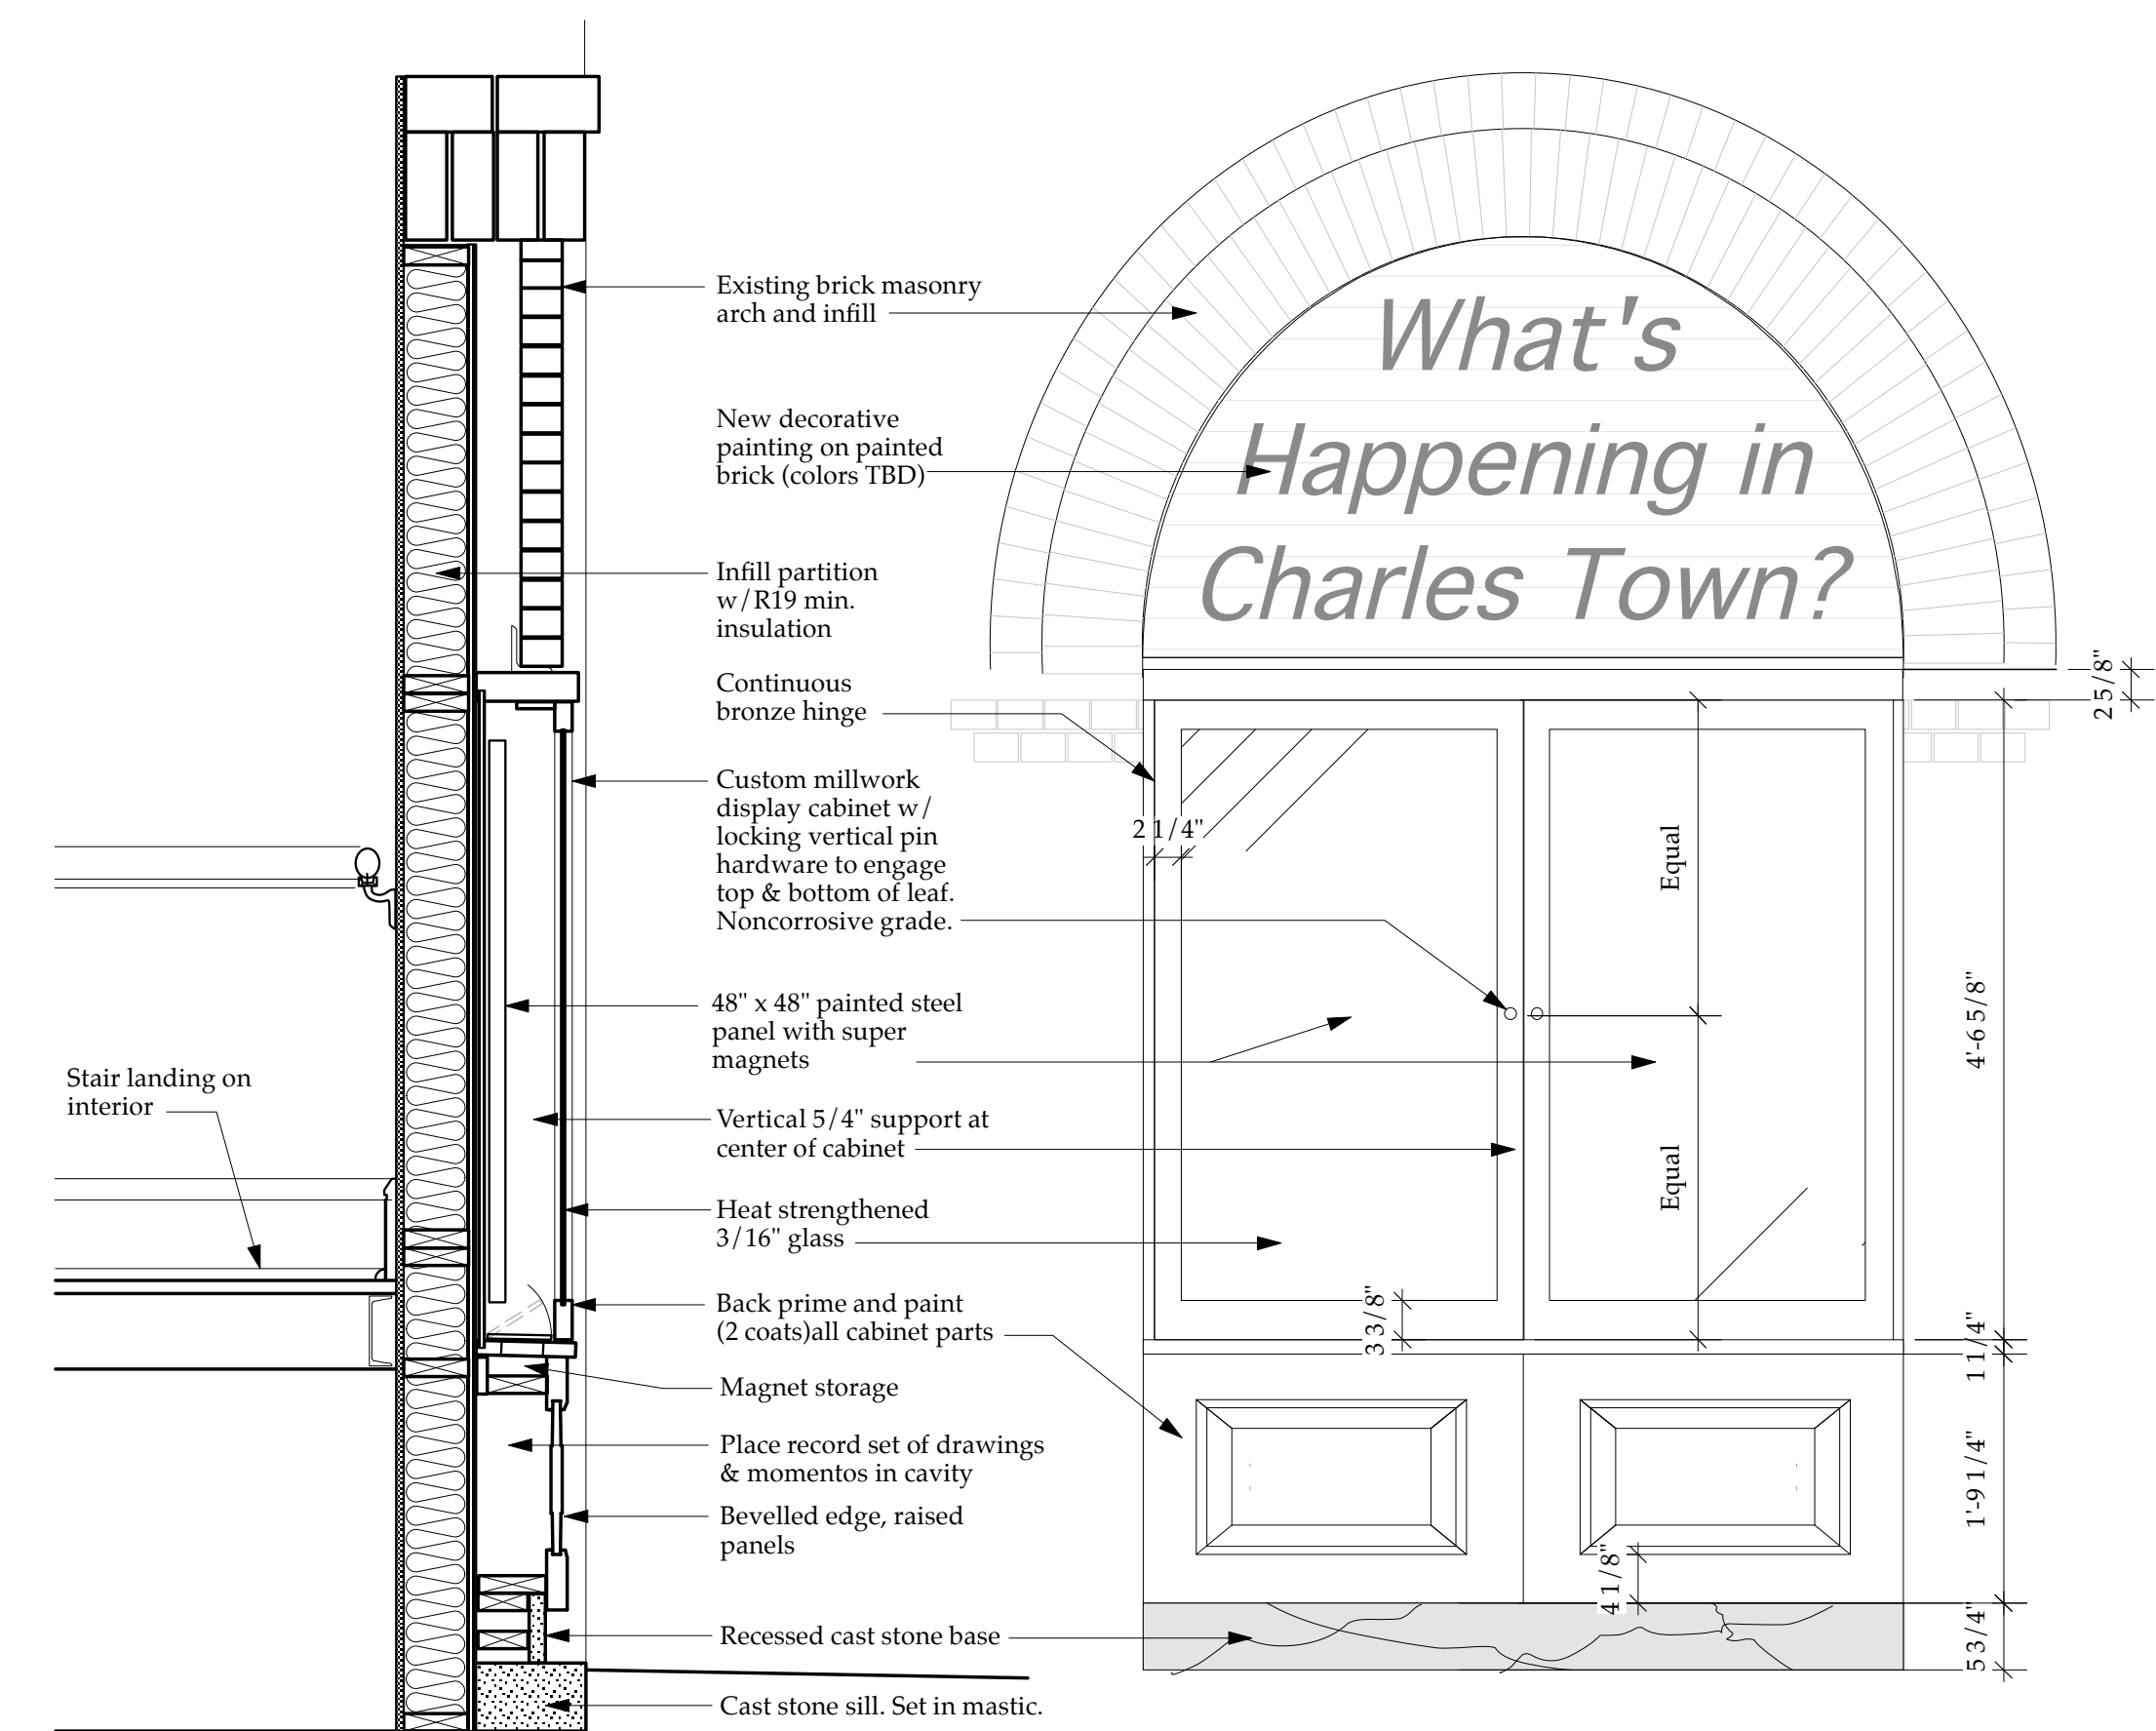 Existing brick masonry
arch and infill
New decorative
painting on painted
brick (colors TBD)
Infill partition
w/R19 min.
insulation
Continuous
bronze hinge
Custom millwork
display cabinet w/
locking vertical pin
hardware to engage
top & bottom of leaf.
Noncorrosive grade.
48" x 48" painted steel
panel with super
magnets
Stair landing on
interior
Vertical 5/4" support at
center of cabinet
Heat strengthened
3/16" glass
Back prime and paint
(2 coats)all cabinet parts
Magnet storage
Place record set of drawings
& momentos in cavity
Bevelled edge, raised
panels
Recessed cast stone base
Cast stone sill. Set in mastic.
What's
Happening in
Charles Town?
2 5/8"
2 1/4"
Equal
4'-6 5/8"
Equal
3 3/8"
1 1/4"
1'-9 1/4"
4 1/8"
5 3/4"